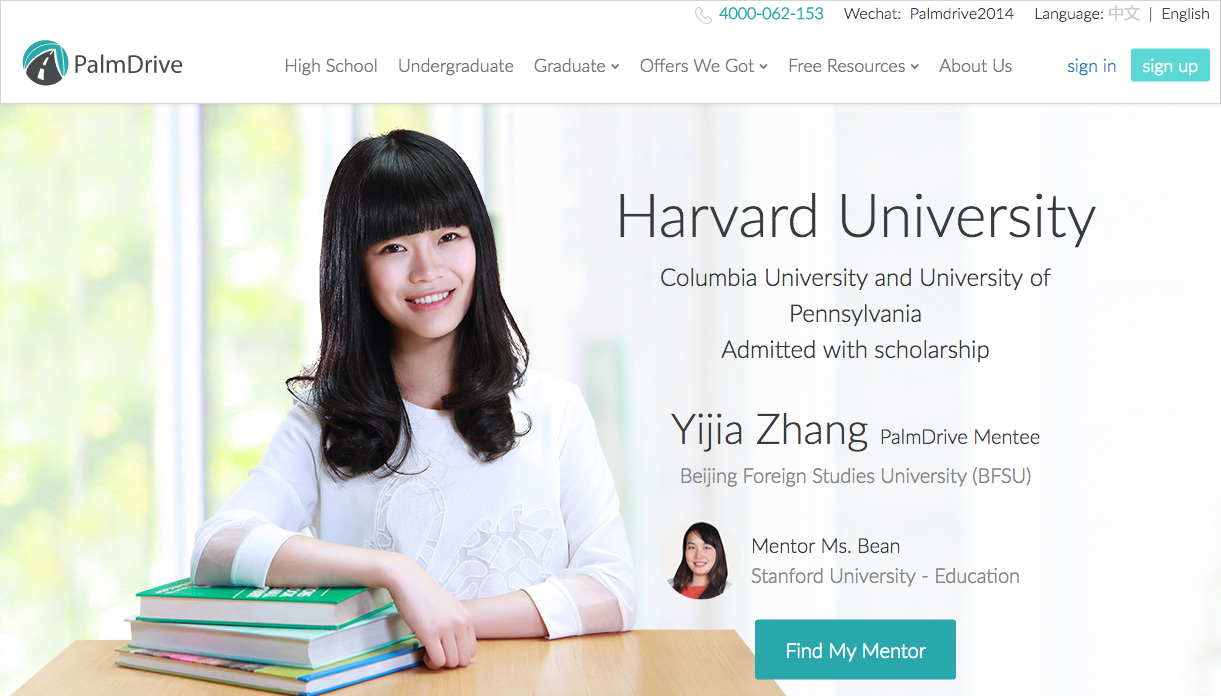 4000-062-153 Wechat: Palmdrive2014 Language: 中文 | English
PalmDrive High School Undergraduate Graduate Offers We Got Free Resources About Us sign in sign up
Harvard University
Columbia University and University of
Pennsylvania
Admitted with scholarship
Yijia Zhang PalmDrive Mentee
Beijing Foreign Studies University (BFSU)
Mentor Ms. Bean
Stanford University - Education
Find My Mentor